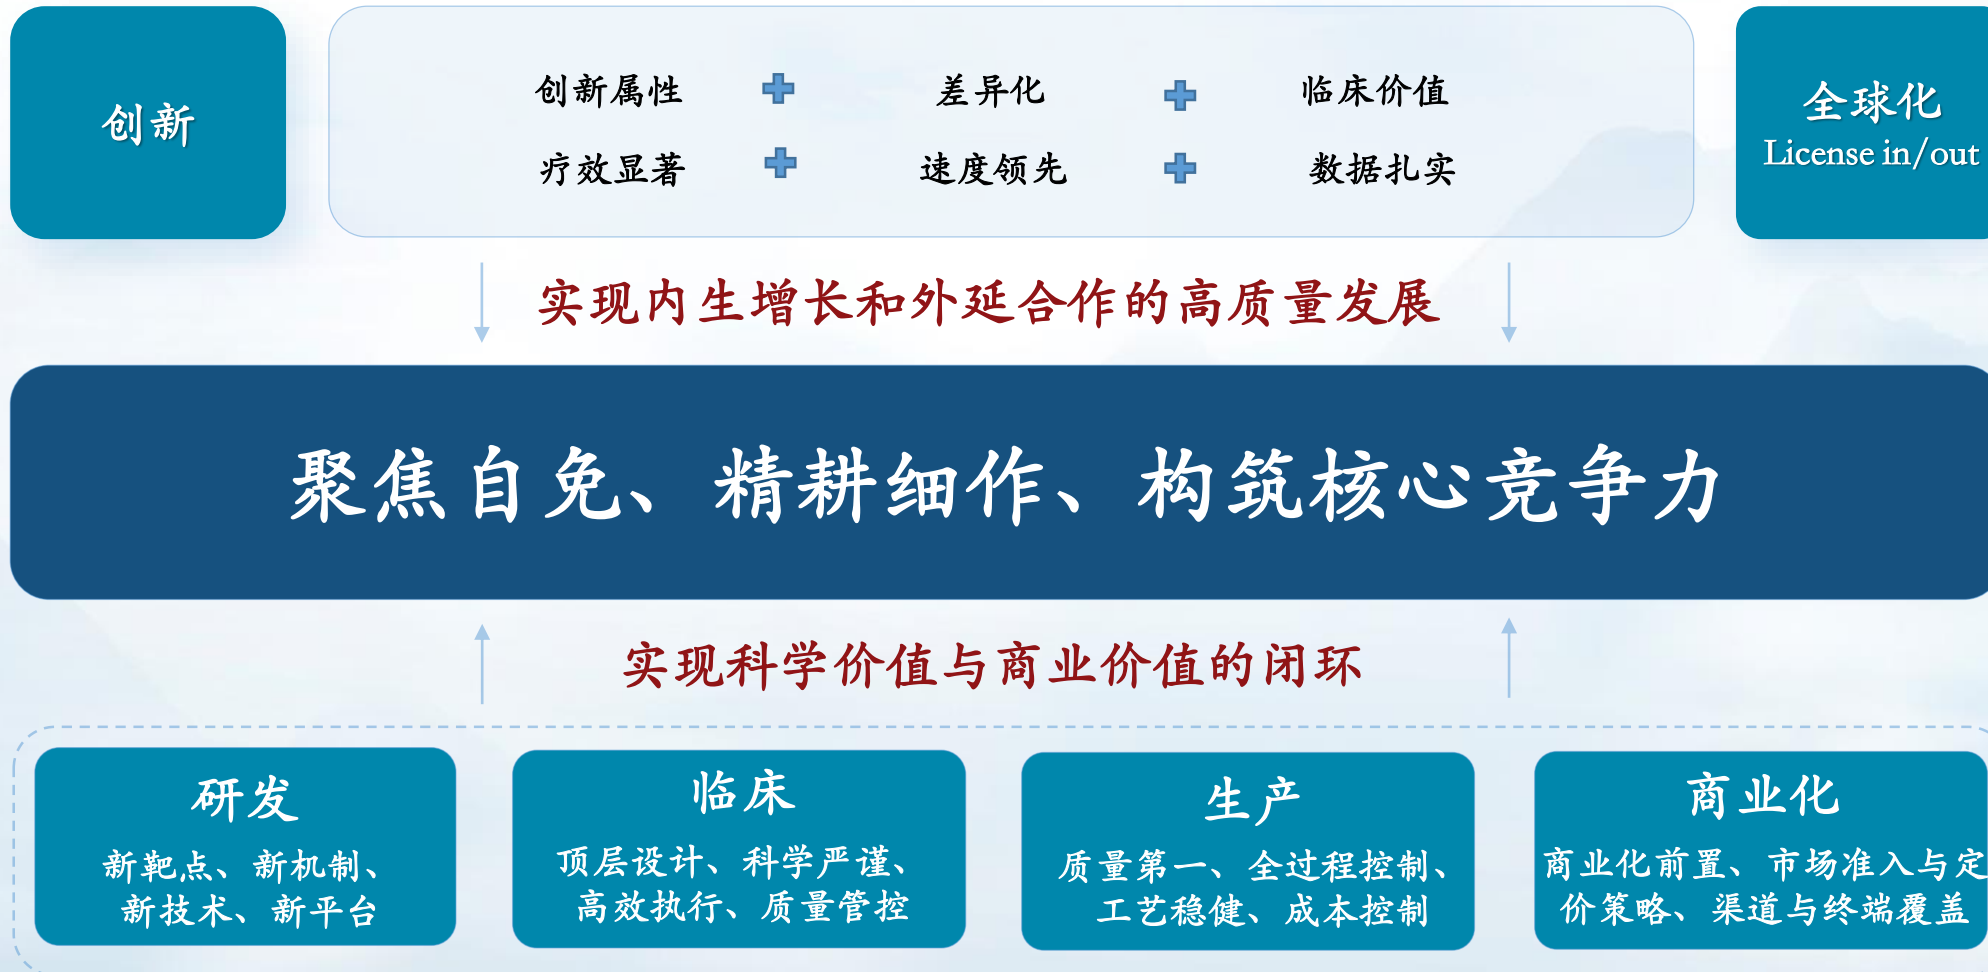 创新
创新属性 差异化 临床价值
疗效显著 速度领先 数据扎实
全球化
License in/out
实现内生增长和外延合作的高质量发展
聚焦自免、精耕细作、构筑核心竞争力
实现科学价值与商业价值的闭环
研发
新靶点、新机制、
新技术、新平台
临床
顶层设计、科学严谨、
高效执行、质量管控
生产
质量第一、全过程控制、
工艺稳健、成本控制
商业化
商业化前置、市场准入与定
价策略、渠道与终端覆盖